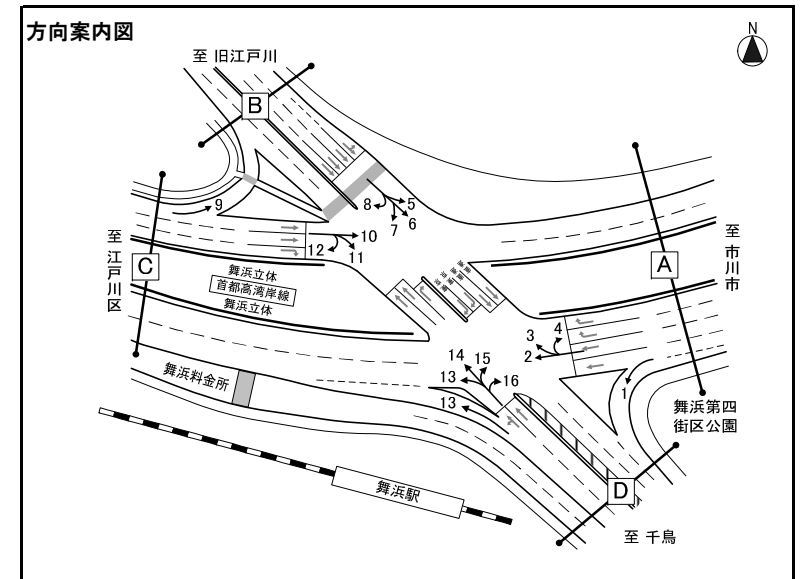 方向案内図
N
至 旧江戸川
B
5
8
6
7
9
10
12
11
至 江戸川区
C
舞浜立体
首都高湾岸線
舞浜立体
至 市川市
A
4
3
2
14
15
13
16
13
1
舞浜料金所
舞浜第四
街区公園
舞浜駅
D
至 千鳥